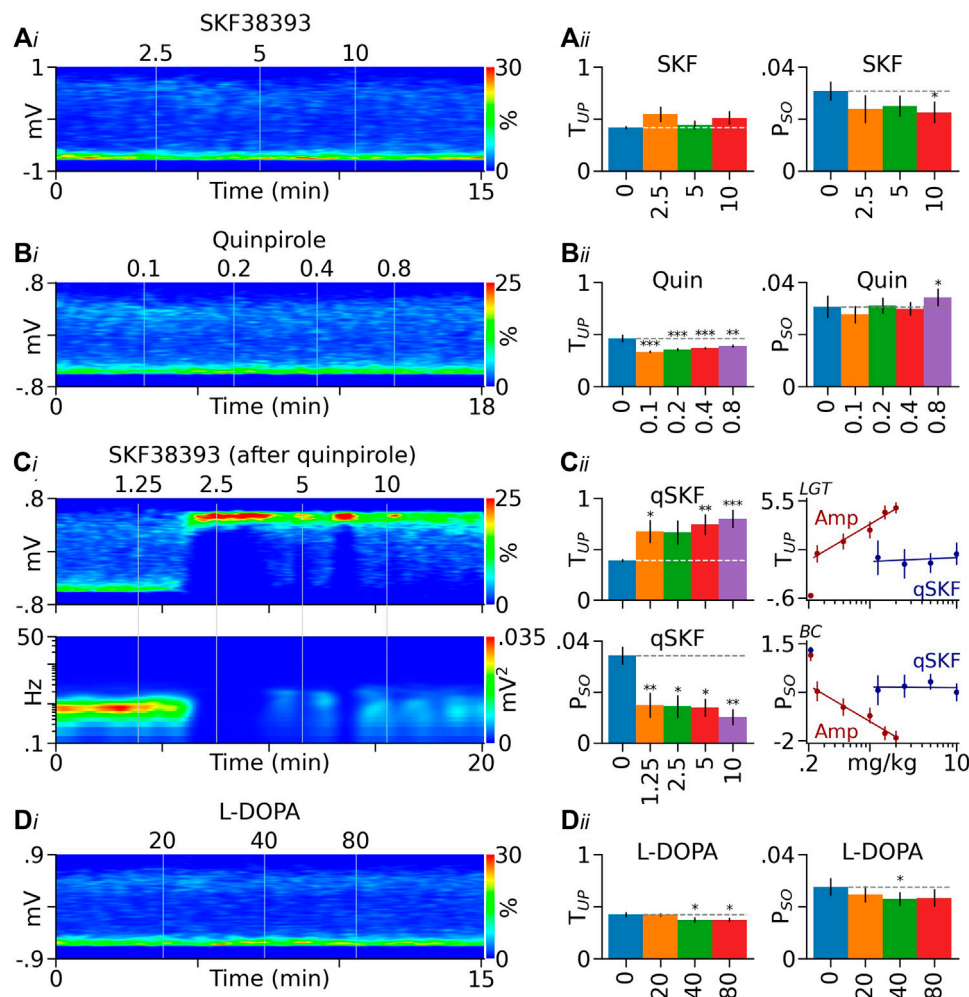 Ai
SKF38393
2.5 5 10
1
mV
-1
30
%
0
0 Time (min) 15
Aii
SKF
1
TUP
0
0 2.5 5 10
SKF
.04
PSO
0
*
0 2.5 5 10
Bi
Quinpirole
0.1 0.2 0.4 0.8
.8
mV
-.8
25
%
0
0 Time (min) 18
Bii
Quin
1
TUP
0
*** *** *** **
0 0.1 0.2 0.4 0.8
Quin
0.04
PSO
0
*
0 0.1 0.2 0.4 0.8
Ci
SKF38393 (after quinpirole)
1.25 2.5 5 10
.8
mV
-.8
25
%
0
50
Hz
.1
.035
mV2
0
0 Time (min) 20
Cii
qSKF
1
TUP
0
* ** ***
LGT
5.5
TUP
-.6
Amp
qSKF
qSKF
0.04
PSO
0
** * * **
0 1.25 2.5 5 10
BC
1.5
PSO
-2
qSKF
Amp
.2 mg/kg 10
Di
L-DOPA
20 40 80
.9
mV
-.9
30
%
0
0 Time (min) 15
Dii
L-DOPA
1
TUP
0
* *
0 20 40 80
L-DOPA
.04
PSO
0
*
0 20 40 80